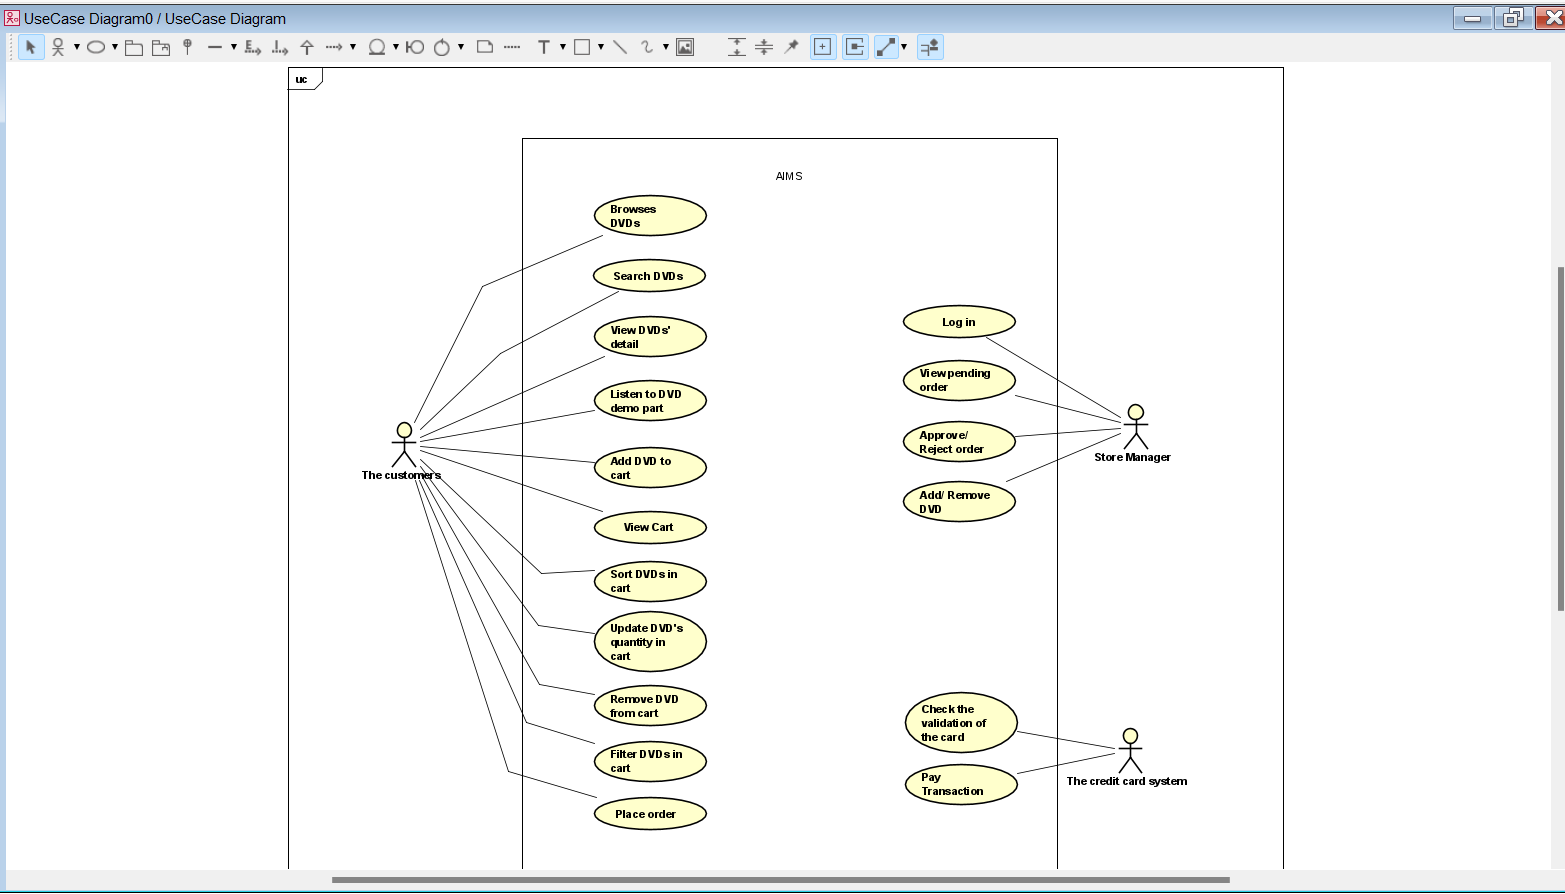 UseCase Diagram0 / UseCase Diagram
uc
AIMS
Browses
DVDs
Search DVDs
View DVDs'
detail
Listen to DVD
demo part
Add DVD to
cart
View Cart
Sort DVDs in
cart
Update DVD's
quantity in
cart
Remove DVD
from cart
Filter DVDs in
cart
Place order
The customers
Log in
View pending
order
Approve/
Reject order
Add/ Remove
DVD
Store Manager
Check the
validation of
the card
Pay
Transaction
The credit card system